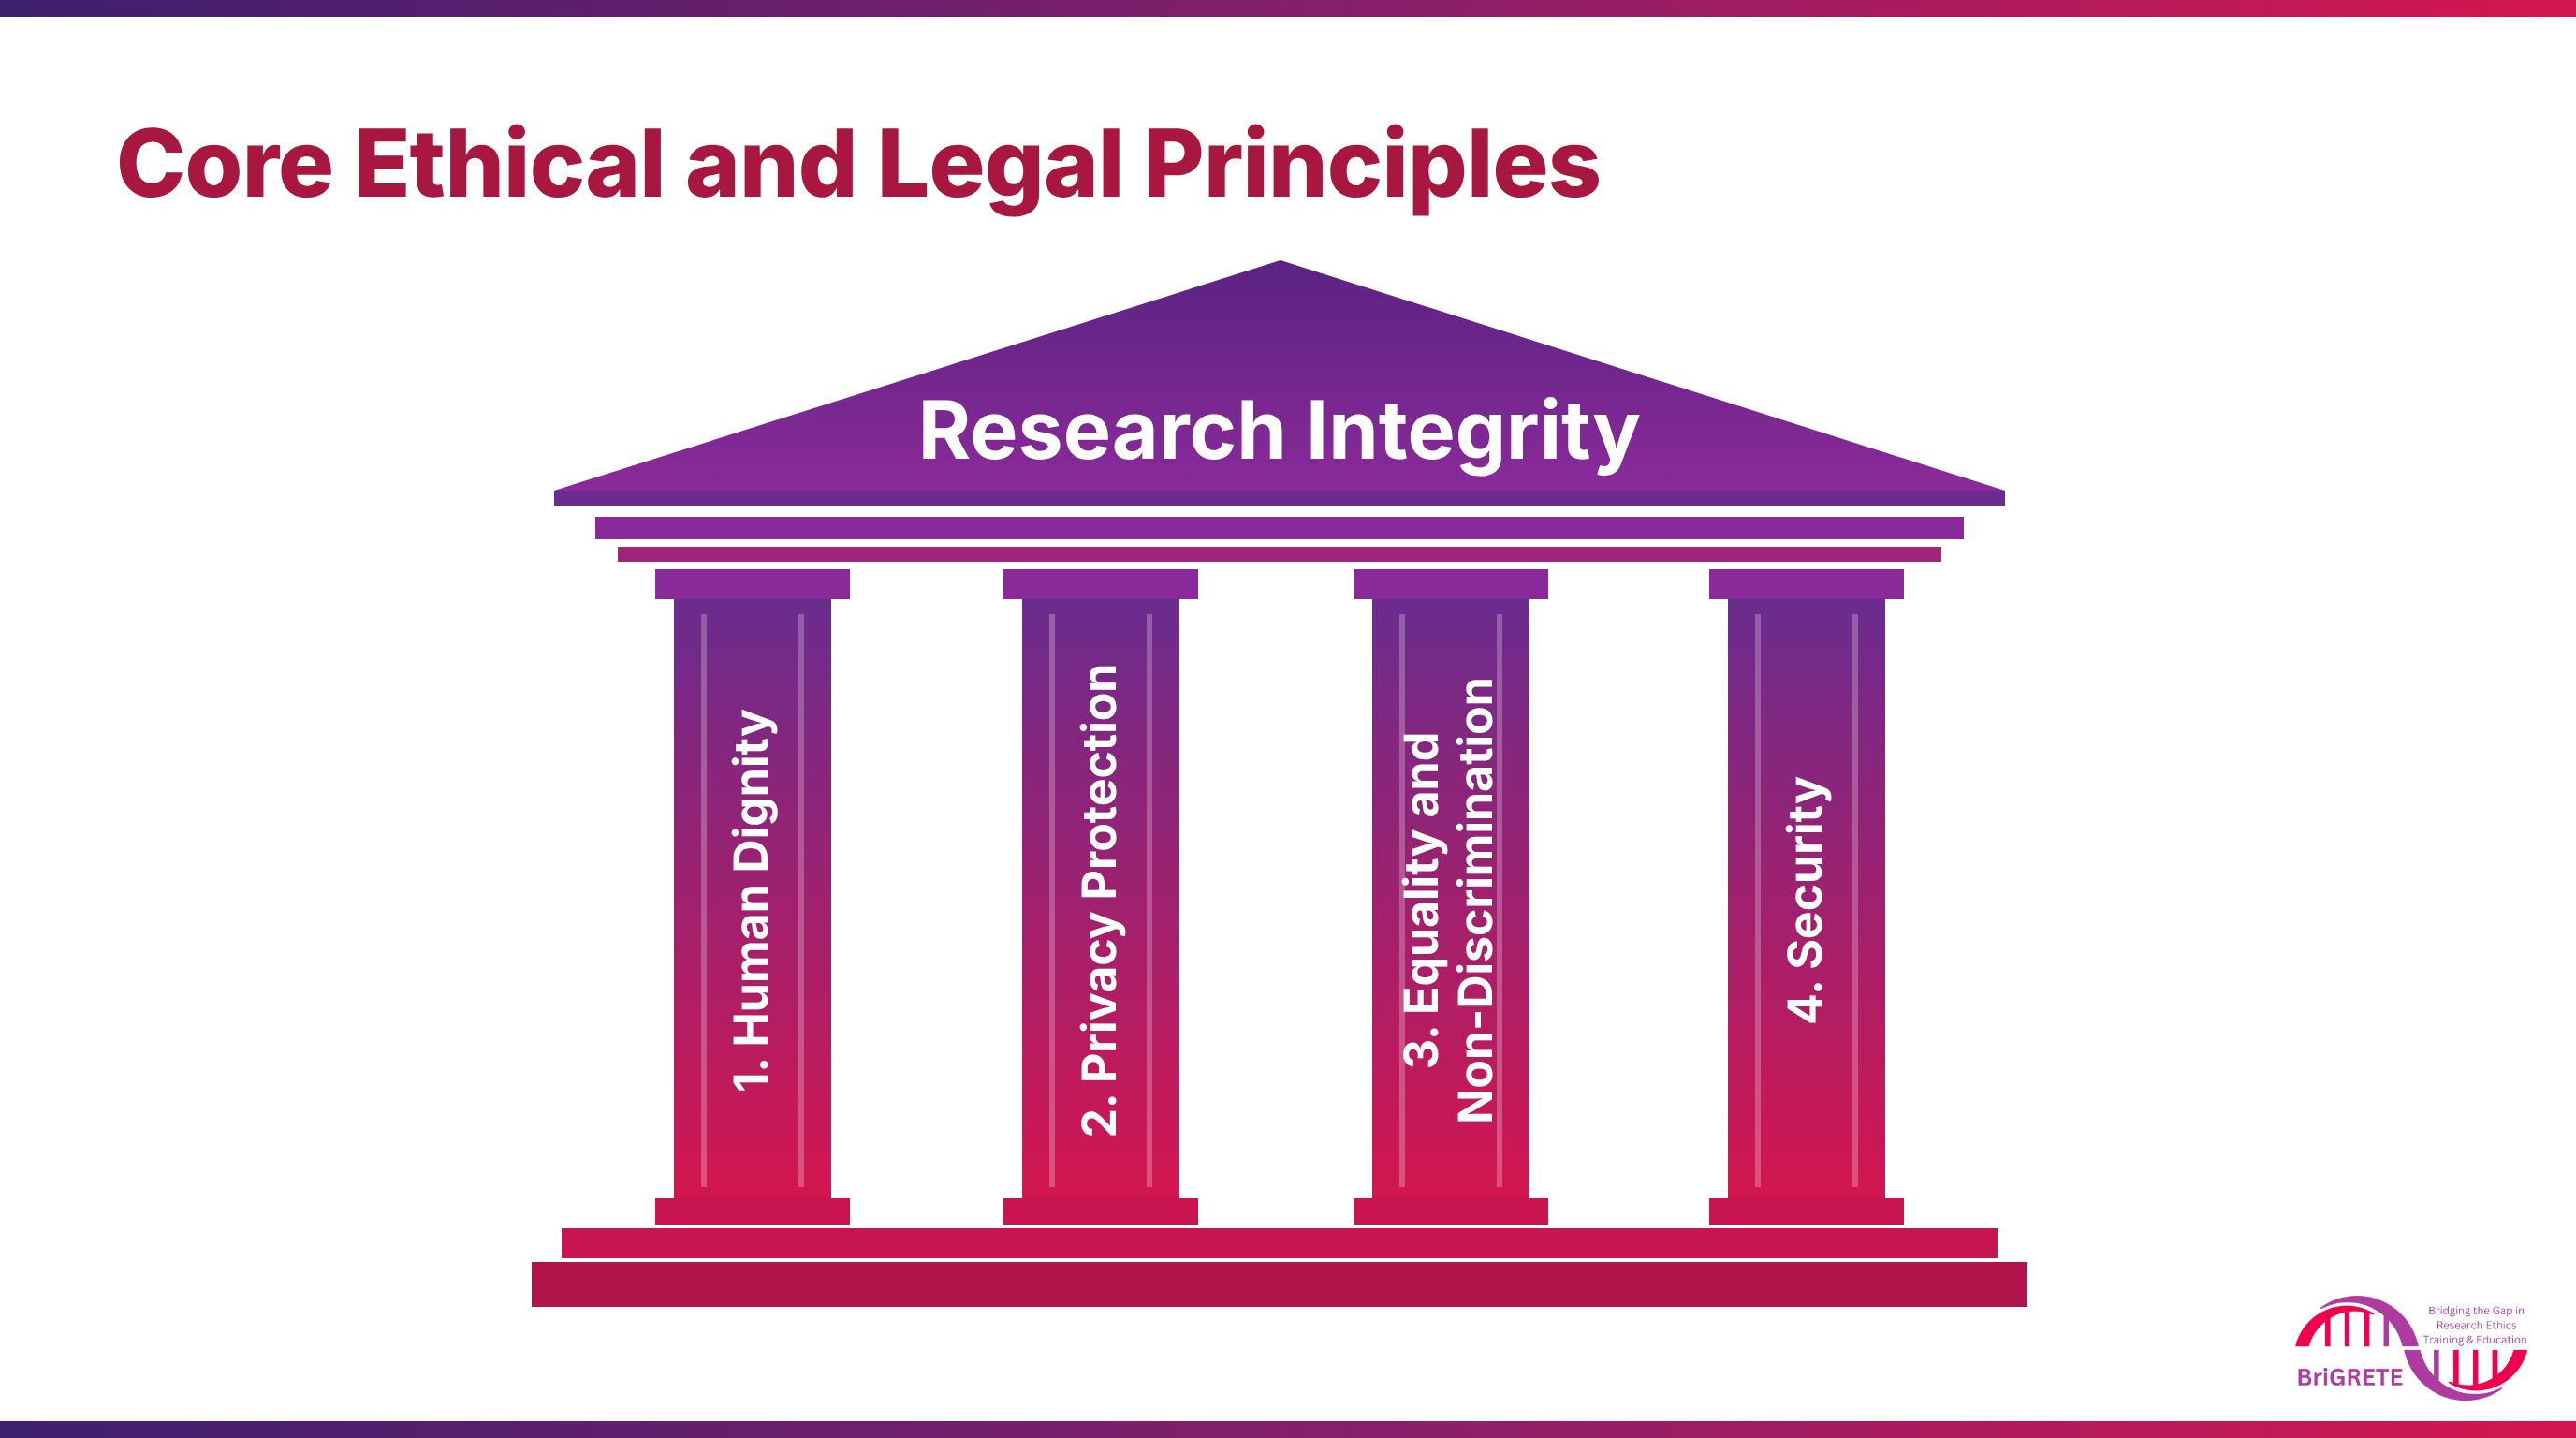 Core Ethical and Legal Principles
Research Integrity
1. Human Dignity
2. Privacy Protection
3. Equality and
Non-Discrimination
4. Security
Bridging the Gap in
Research Ethics
Training & Education
BriGRETE